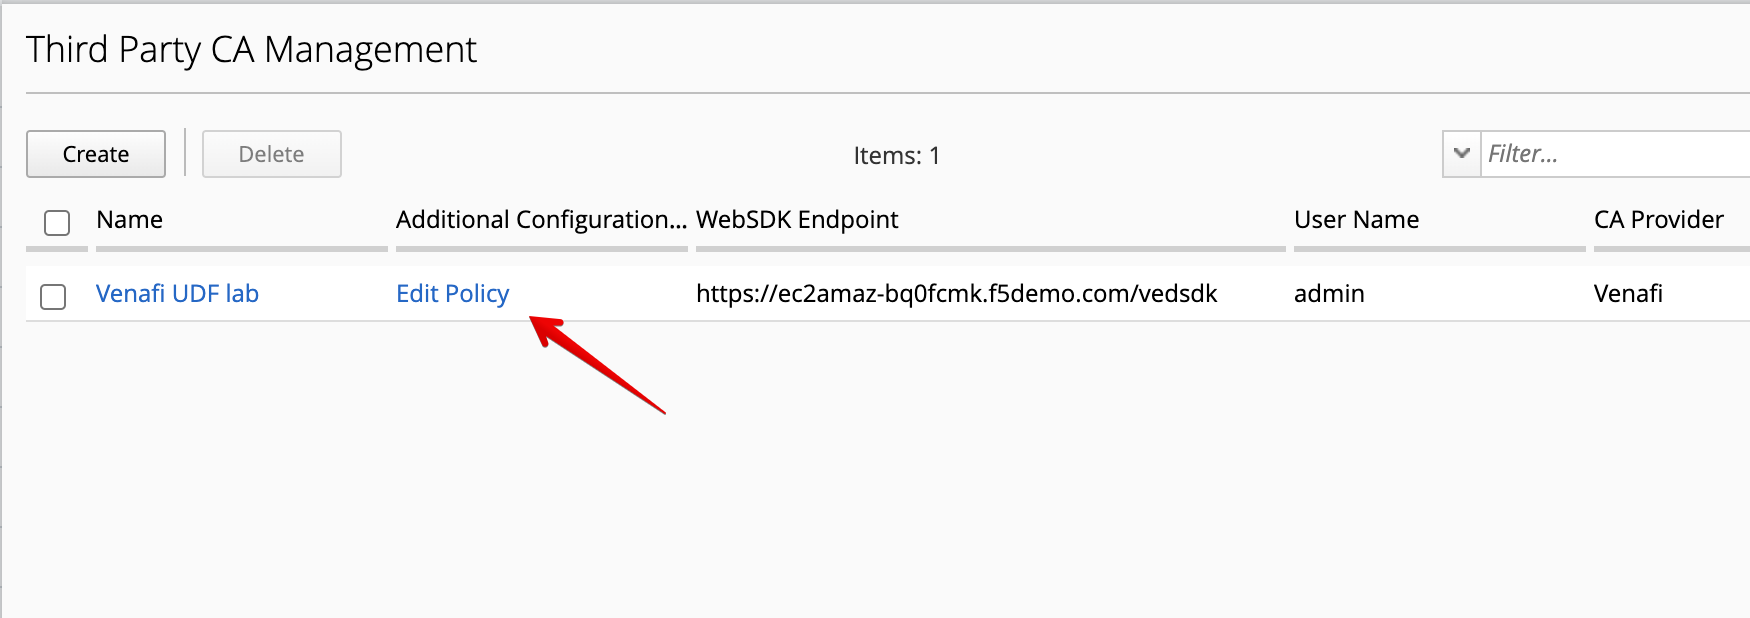 Third Party CA Management
Create Delete Items: 1 Filter...
Name Additional Configuration... WebSDK Endpoint User Name CA Provider
Venafi UDF lab Edit Policy https://ec2amaz-bq0fcmk.f5demo.com/vedsdk admin Venafi